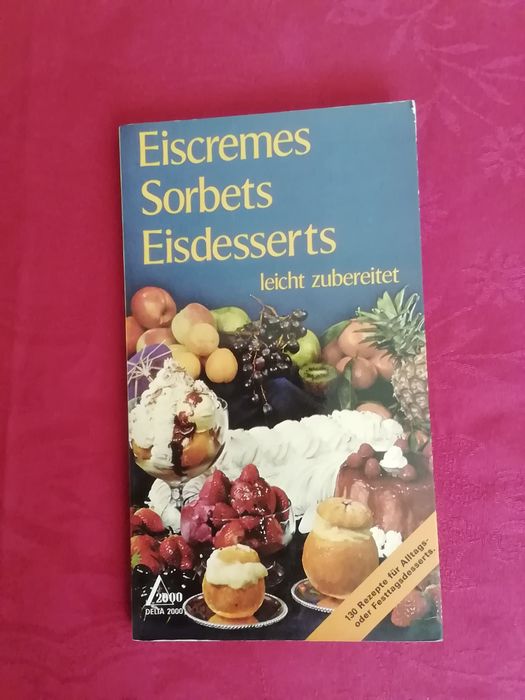 Eiscremes
Sorbets
Eisdesserts
leicht zubereitet
130 Rezepte für Alltags-
oder Festtagsdesserts.
2000
DELTA 2000